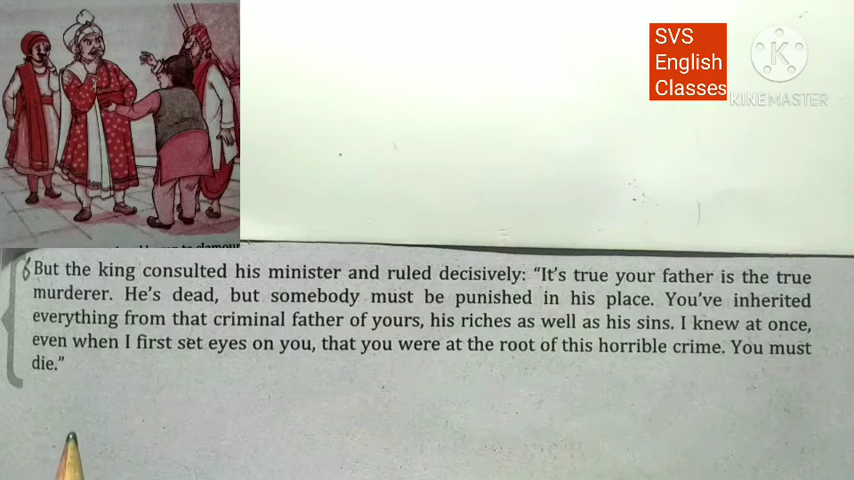 SVS
English
Classes
KINEMASTER
6 But the king consulted his minister and ruled decisively: “It’s true your father is the true
murderer. He’s dead, but somebody must be punished in his place. You’ve inherited
everything from that criminal father of yours, his riches as well as his sins. I knew at once,
even when I first set eyes on you, that you were at the root of this horrible crime. You must
die.”